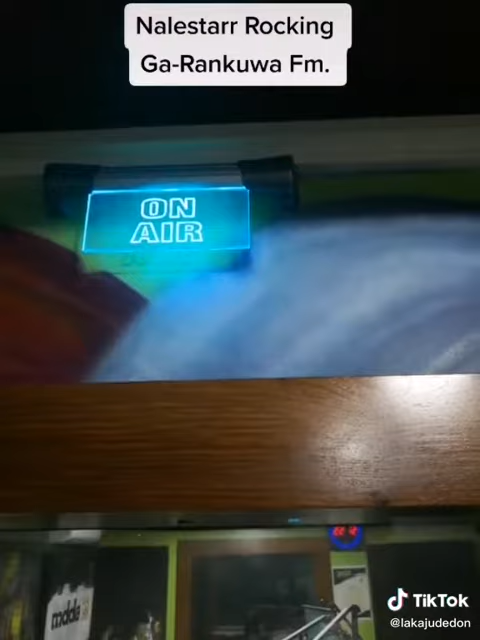 Nalestarr Rocking
Ga-Rankuwa Fm.
ON
AIR
TikTok
@lakajudedon